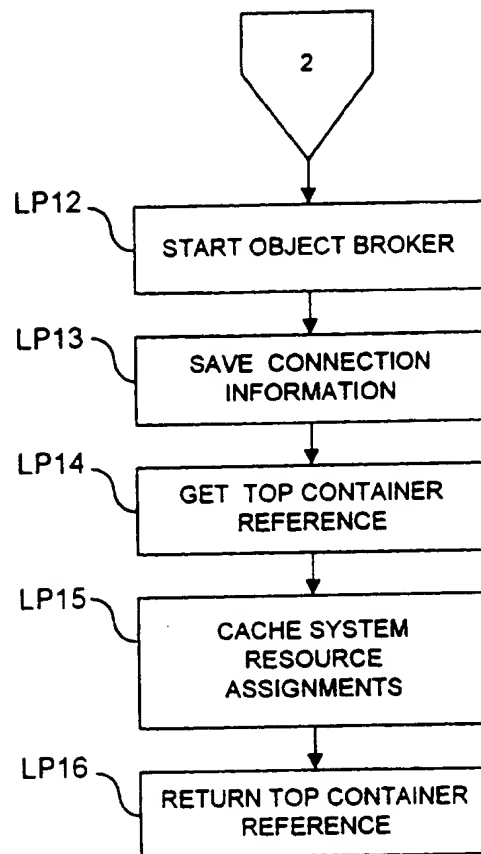 2
LP12
START OBJECT BROKER
LP13
SAVE CONNECTION
INFORMATION
LP14
GET TOP CONTAINER
REFERENCE
LP15
CACHE SYSTEM
RESOURCE
ASSIGNMENTS
LP16
RETURN TOP CONTAINER
REFERENCE